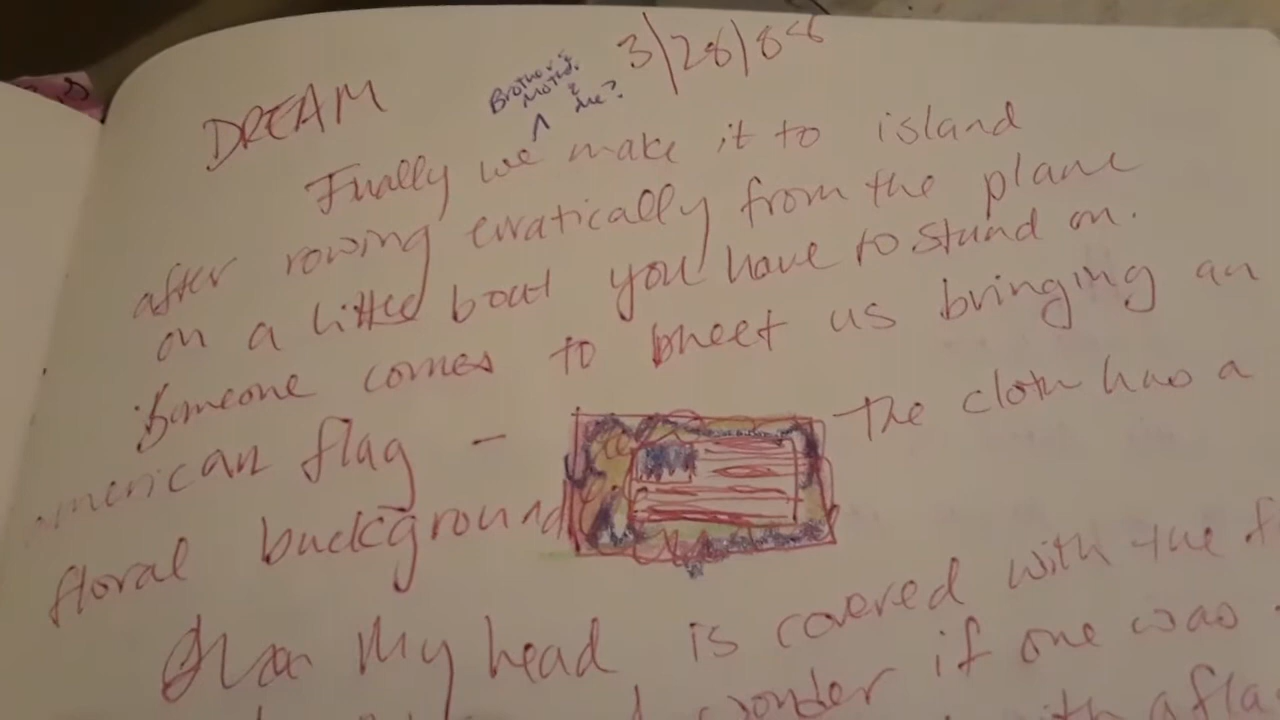 3/28/88
DREAM
Brother's
Mother
& me?
Finally we ^ make it to island
after rowing erratically from the plane
on a little boat you have to stand on.
Someone comes to meet us bringing an
merican flag - The cloth has a
floral background
My head is covered with the f
wonder if one was
with a fla